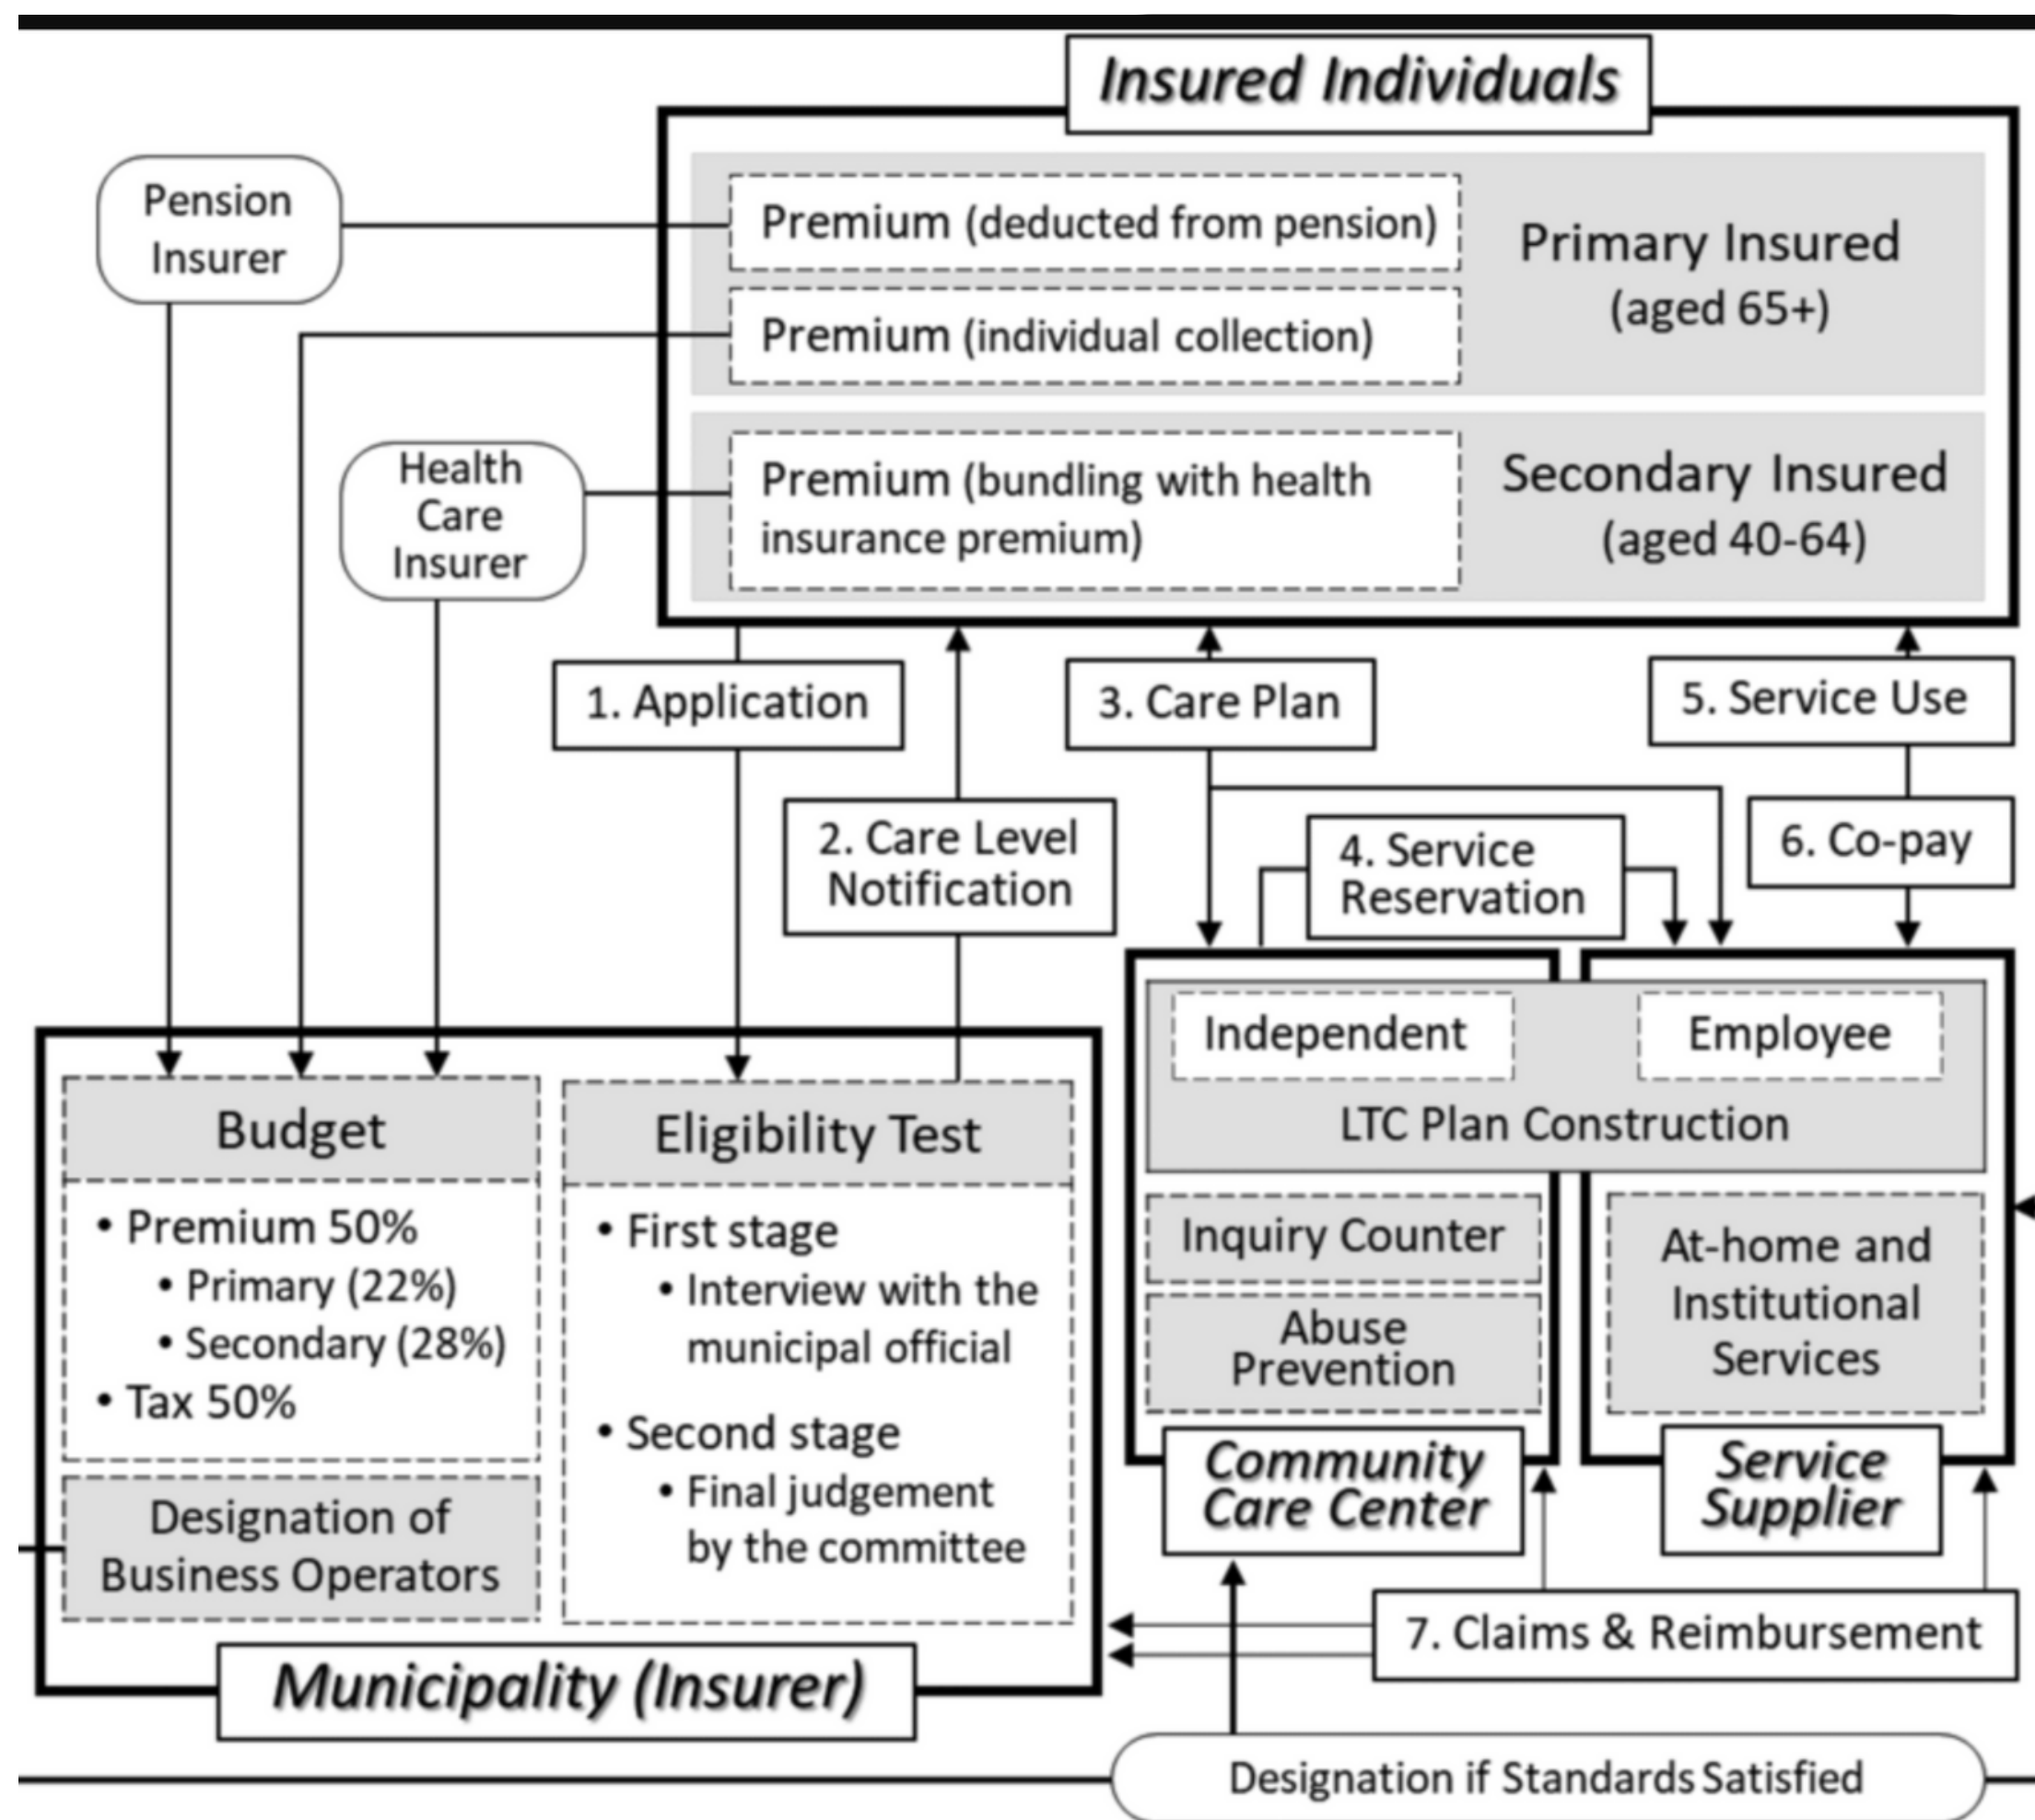 Insured Individuals
Pension
Insurer
Premium (deducted from pension)
Primary Insured
(aged 65+)
Premium (individual collection)
Health
Care
Insurer
Premium (bundling with health
insurance premium)
Secondary Insured
(aged 40-64)
1. Application
3. Care Plan
5. Service Use
2. Care Level
Notification
4. Service
Reservation
6. Co-pay
Budget
• Premium 50%
• Primary (22%)
• Secondary (28%)
• Tax 50%
Designation of
Business Operators
Eligibility Test
• First stage
• Interview with the
municipal official
• Second stage
• Final judgement
by the committee
Municipality (Insurer)
Independent
Employee
LTC Plan Construction
Inquiry Counter
Abuse
Prevention
Community
Care Center
At-home and
Institutional
Services
Service
Supplier
7. Claims & Reimbursement
Designation if Standards Satisfied